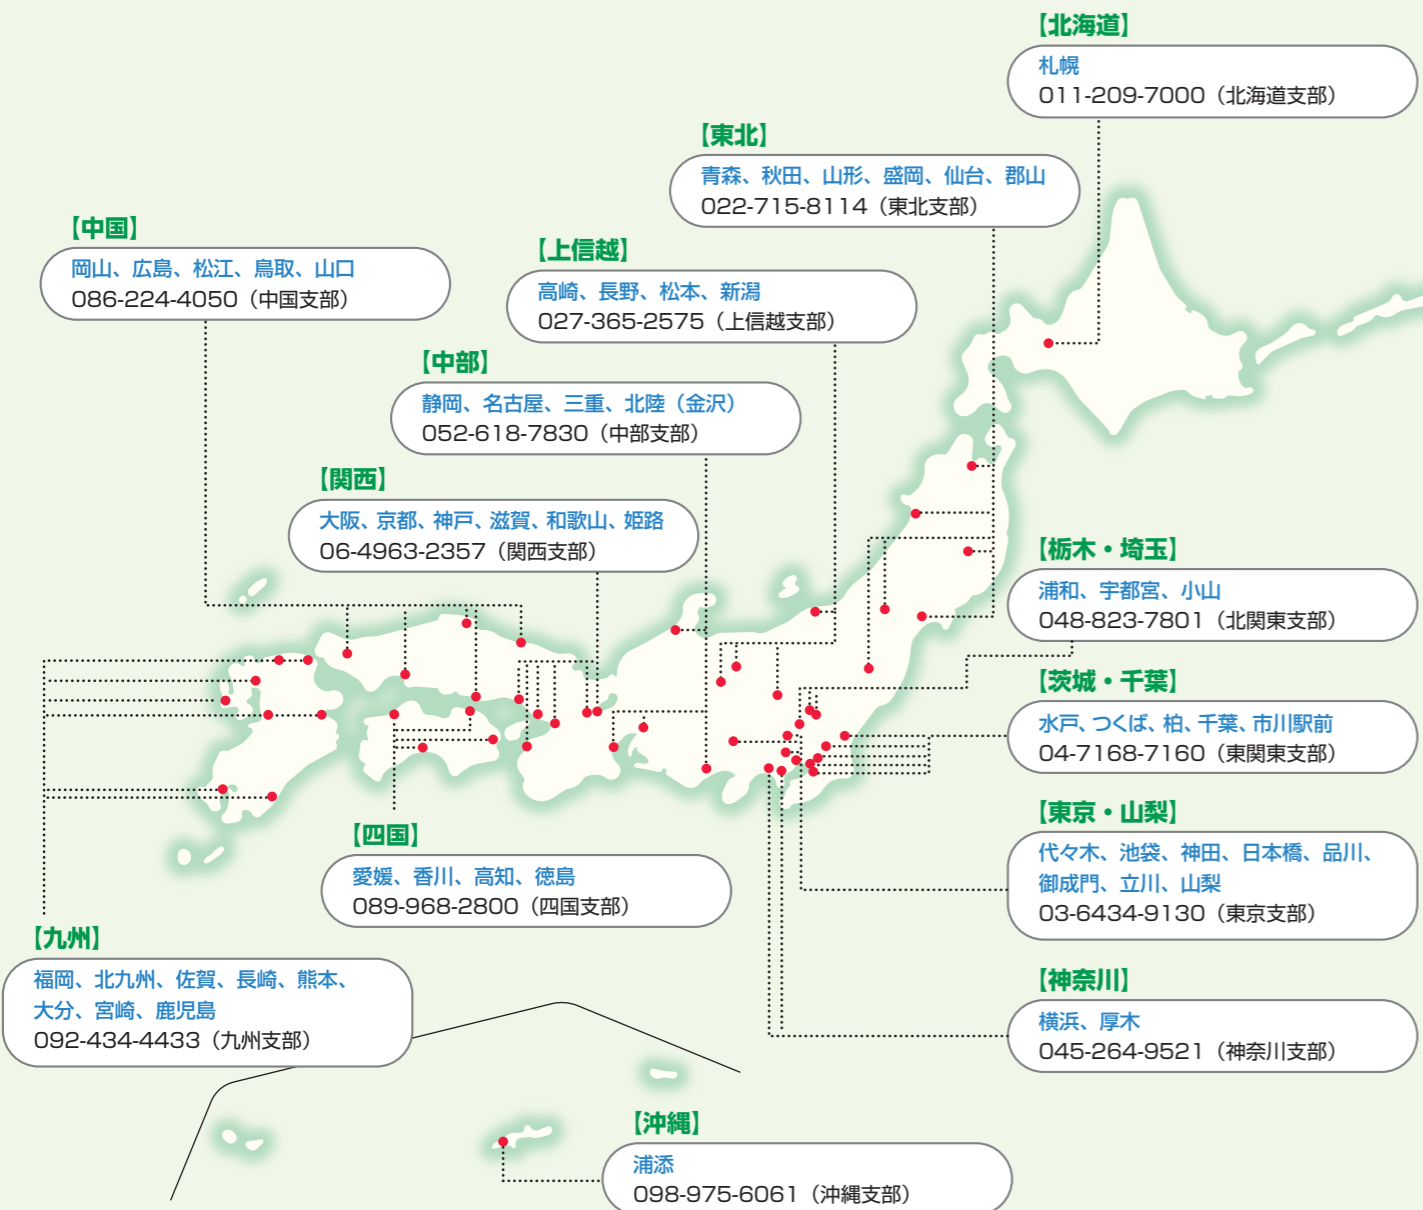 【北海道】
札幌
011-209-7000（北海道支部）
【東北】
青森、秋田、山形、盛岡、仙台、郡山
022-715-8114（東北支部）
【中国】
岡山、広島、松江、鳥取、山口
086-224-4050（中国支部）
【上信越】
高崎、長野、松本、新潟
027-365-2575（上信越支部）
【中部】
静岡、名古屋、三重、北陸（金沢）
052-618-7830（中部支部）
【関西】
大阪、京都、神戸、滋賀、和歌山、姫路
06-4963-2357（関西支部）
【栃木・埼玉】
浦和、宇都宮、小山
048-823-7801（北関東支部）
【茨城・千葉】
水戸、つくば、柏、千葉、市川駅前
04-7168-7160（東関東支部）
【東京・山梨】
代々木、池袋、神田、日本橋、品川、
御成門、立川、山梨
03-6434-9130（東京支部）
【四国】
愛媛、香川、高知、徳島
089-968-2800（四国支部）
【九州】
福岡、北九州、佐賀、長崎、熊本、
大分、宮崎、鹿児島
092-434-4433（九州支部）
【神奈川】
横浜、厚木
045-264-9521（神奈川支部）
【沖縄】
浦添
098-975-6061（沖縄支部）